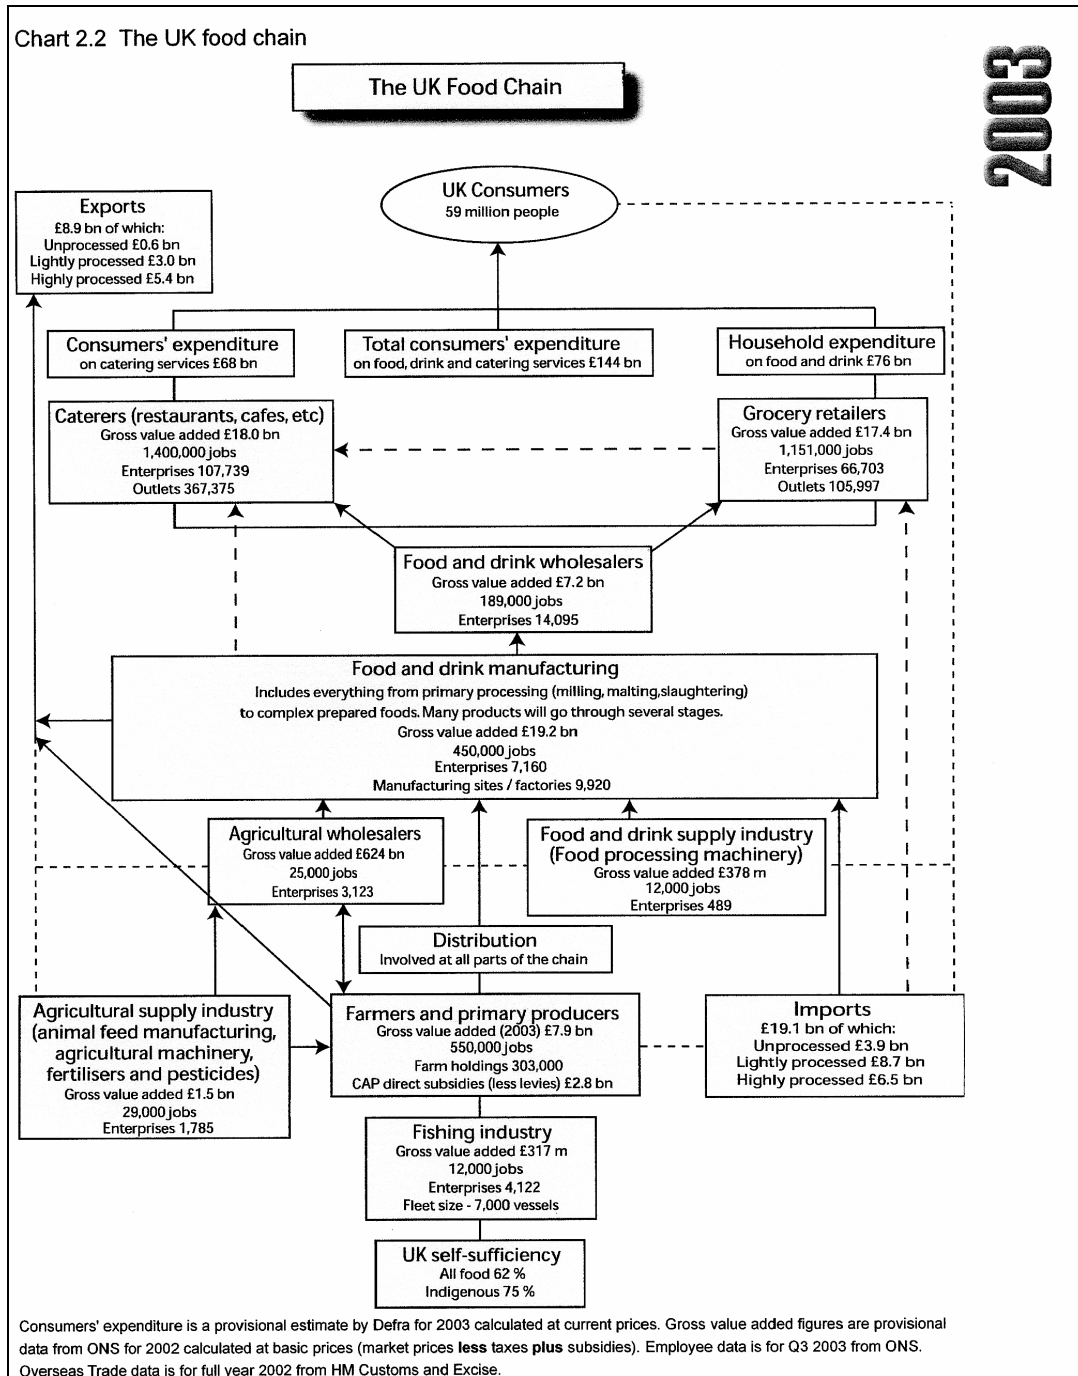 Chart 2.2 The UK food chain
The UK Food Chain
2003
UK Consumers
59 million people
Exports
£8.9 bn of which:
Unprocessed £0.6 bn
Lightly processed £3.0 bn
Highly processed £5.4 bn
Consumers' expenditure
on catering services £68 bn
Total consumers' expenditure
on food, drink and catering services £144 bn
Household expenditure
on food and drink £76 bn
Caterers (restaurants, cafes, etc)
Gross value added £18.0 bn
1,400,000 jobs
Enterprises 107,739
Outlets 367,375
Grocery retailers
Gross value added £17.4 bn
1,151,000 jobs
Enterprises 66,703
Outlets 105,997
Food and drink wholesalers
Gross value added £7.2 bn
189,000 jobs
Enterprises 14,095
Food and drink manufacturing
Includes everything from primary processing (milling, malting,slaughtering)
to complex prepared foods. Many products will go through several stages.
Gross value added £19.2 bn
450,000 jobs
Enterprises 7,160
Manufacturing sites / factories 9,920
Agricultural wholesalers
Gross value added £624 bn
25,000 jobs
Enterprises 3,123
Food and drink supply industry
(Food processing machinery)
Gross value added £378 m
12,000 jobs
Enterprises 489
Distribution
Involved at all parts of the chain
Agricultural supply industry
(animal feed manufacturing,
agricultural machinery,
fertilisers and pesticides)
Gross value added £1.5 bn
29,000 jobs
Enterprises 1,785
Farmers and primary producers
Gross value added (2003) £7.9 bn
550,000 jobs
Farm holdings 303,000
CAP direct subsidies (less levies) £2.8 bn
Imports
£19.1 bn of which:
Unprocessed £3.9 bn
Lightly processed £8.7 bn
Highly processed £6.5 bn
Fishing industry
Gross value added £317 m
12,000 jobs
Enterprises 4,122
Fleet size - 7,000 vessels
UK self-sufficiency
All food 62 %
Indigenous 75 %
Consumers' expenditure is a provisional estimate by Defra for 2003 calculated at current prices. Gross value added figures are provisional
data from ONS for 2002 calculated at basic prices (market prices less taxes plus subsidies). Employee data is for Q3 2003 from ONS.
Overseas Trade data is for full year 2002 from HM Customs and Excise.